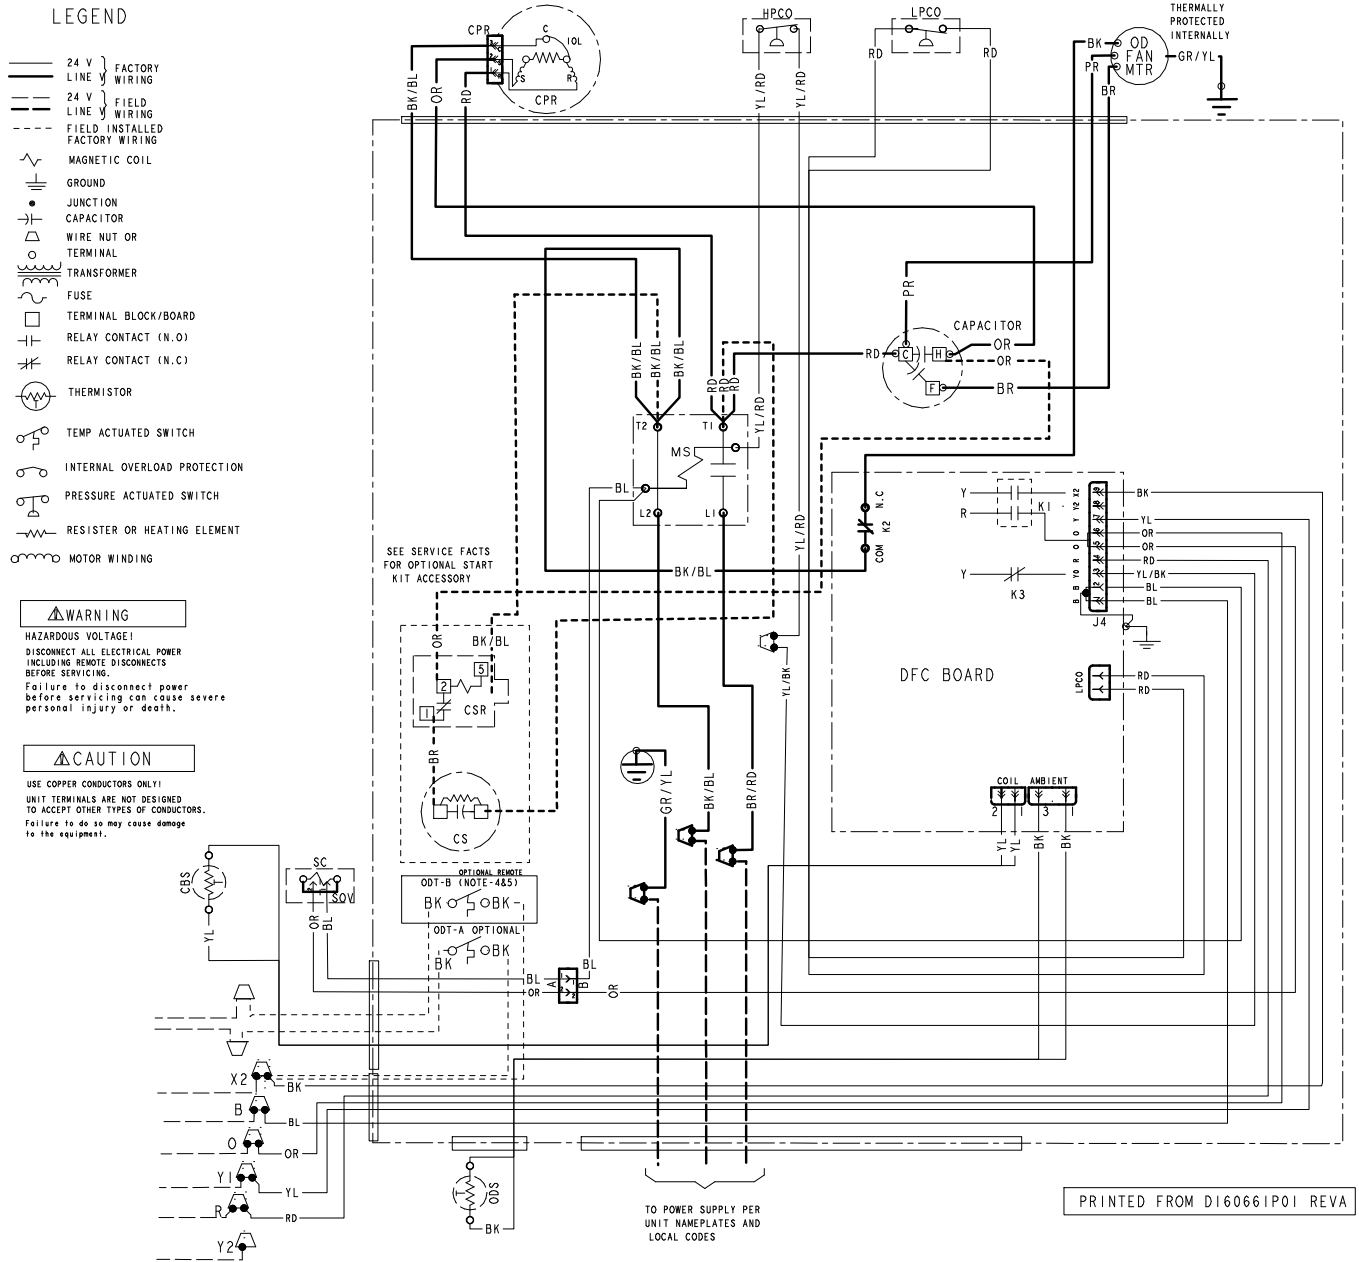 LEGEND
24 V
LINE V
FACTORY
WIRING
24 V
LINE V
FIELD
WIRING
FIELD INSTALLED
FACTORY WIRING
MAGNETIC COIL
GROUND
JUNCTION
CAPACITOR
WIRE NUT OR
TERMINAL
TRANSFORMER
FUSE
TERMINAL BLOCK/BOARD
RELAY CONTACT (N.O)
RELAY CONTACT (N.C)
THERMISTOR
TEMP ACTUATED SWITCH
INTERNAL OVERLOAD PROTECTION
PRESSURE ACTUATED SWITCH
RESISTER OR HEATING ELEMENT
MOTOR WINDING
WARNING
HAZARDOUS VOLTAGE!
DISCONNECT ALL ELECTRICAL POWER
INCLUDING REMOTE DISCONNECTS
BEFORE SERVICING.
Failure to disconnect power
before servicing can cause severe
personal injury or death.
CAUTION
USE COPPER CONDUCTORS ONLY!
UNIT TERMINALS ARE NOT DESIGNED
TO ACCEPT OTHER TYPES OF CONDUCTORS.
Failure to do so may cause damage
to the equipment.
CPR
C
IOL
S
R
CPR
BK/BL
OR
RD
HPCO
YL/RD
YL/RD
LPCO
RD
RD
THERMALLY
PROTECTED
INTERNALLY
BK
PR
BR
OD
FAN
MTR
GR/YL
PR
CAPACITOR
RD
C
H
F
OR
OR
BR
BK/BL
BK/BL
BK/BL
RD
RD
RD
YL/RD
T2
T1
MS
L2
L1
BL
BK/BL
YL/RD
YL/BK
N.C
K2
COM
Y
R
K1
Y
K3
X2
Y2
Y
O
O
R
YO
B
B
J4
BK
YL
OR
OR
RD
YL/BK
BL
BL
DFC BOARD
LPCO
RD
RD
COIL
AMBIENT
2
3
1
YL
YL
BK
BK
SEE SERVICE FACTS
FOR OPTIONAL START
KIT ACCESSORY
OR
BK/BL
5
2
1
CSR
BR
CS
GR/YL
BK/BL
BR/RD
OPTIONAL REMOTE
ODT-B (NOTE-4&5)
BK
BK
ODT-A OPTIONAL
BK
BK
CBS
YL
SC
SOV
OR
BL
BL
OR
A
B
BL
OR
X2
BK
B
BL
O
OR
Y1
YL
R
RD
Y2
ODS
BK
TO POWER SUPPLY PER
UNIT NAMEPLATES AND
LOCAL CODES
PRINTED FROM D160661P01 REVA